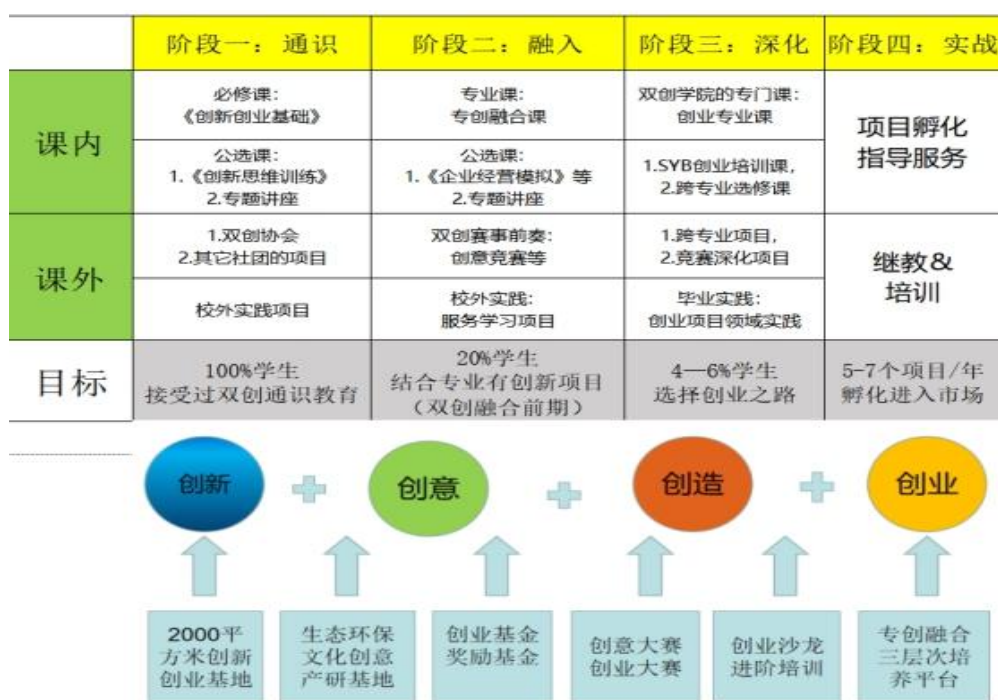 阶段一：通识
阶段二：融入
阶段三：深化
阶段四：实战
课内
必修课：
《创新创业基础》
专业课：
专创融合课
双创学院的专门课：
创业专业课
项目孵化
指导服务
公选课：
1.《创新思维训练》
2.专题讲座
公选课：
1.《企业经营模拟》等
2.专题讲座
1.SYB创业培训课，
2.跨专业选修课
课外
1.双创协会
2.其它社团的项目
双创赛事前奏：
创意竞赛等
1.跨专业项目，
2.竞赛深化项目
继教&
培训
校外实践项目
校外实践：
服务学习项目
毕业实践：
创业项目领域实践
目标
100%学生
接受过双创通识教育
20%学生
结合专业有创新项目
（双创融合前期）
4—6%学生
选择创业之路
5-7个项目/年
孵化进入市场
创新
创意
创造
创业
2000平
方米创新
创业基地
生态环保
文化创意
产研基地
创业基金
奖励基金
创意大赛
创业大赛
创业沙龙
进阶培训
专创融合
三层次培
养平台